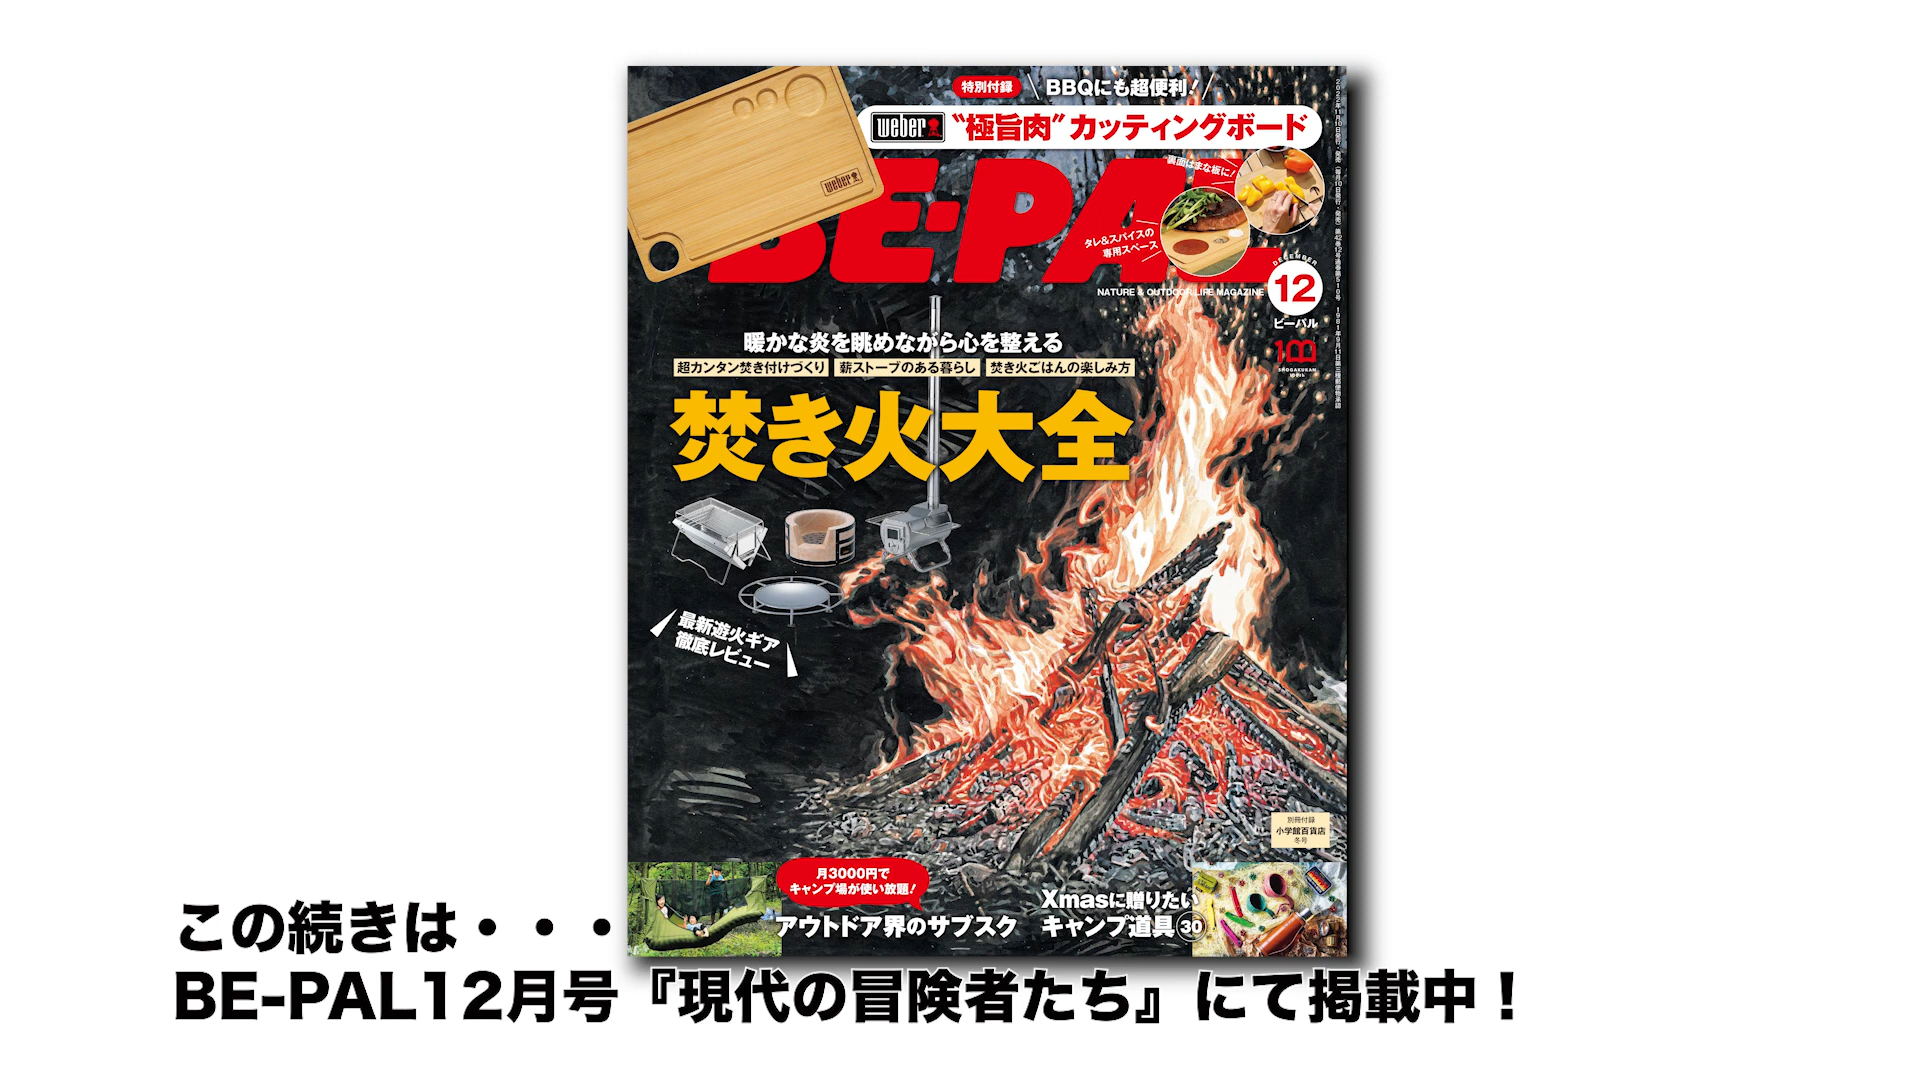 特別付録
BBQにも超便利!
weber "極旨肉"カッティングボード
weber
BE-PAL
裏面はまな板に!
タレ&スパイスの
専用スペース
NATURE & OUTDOOR LIFE MAGAZINE
DECEMBER
12
ビーパル
SHOGAKUKAN
暖かな炎を眺めながら心を整える
超カンタン焚き付けづくり 薪ストーブのある暮らし 焚き火ごはんの楽しみ方
焚き火大全
BE-PAL
最新遊火ギア
徹底レビュー
別冊付録
小学館百貨店
冬号
月3000円で
キャンプ場が使い放題!
アウトドア界のサブスク
Xmasに贈りたい
キャンプ道具30
この続きは・・・
BE-PAL12月号『現代の冒険者たち』にて掲載中！